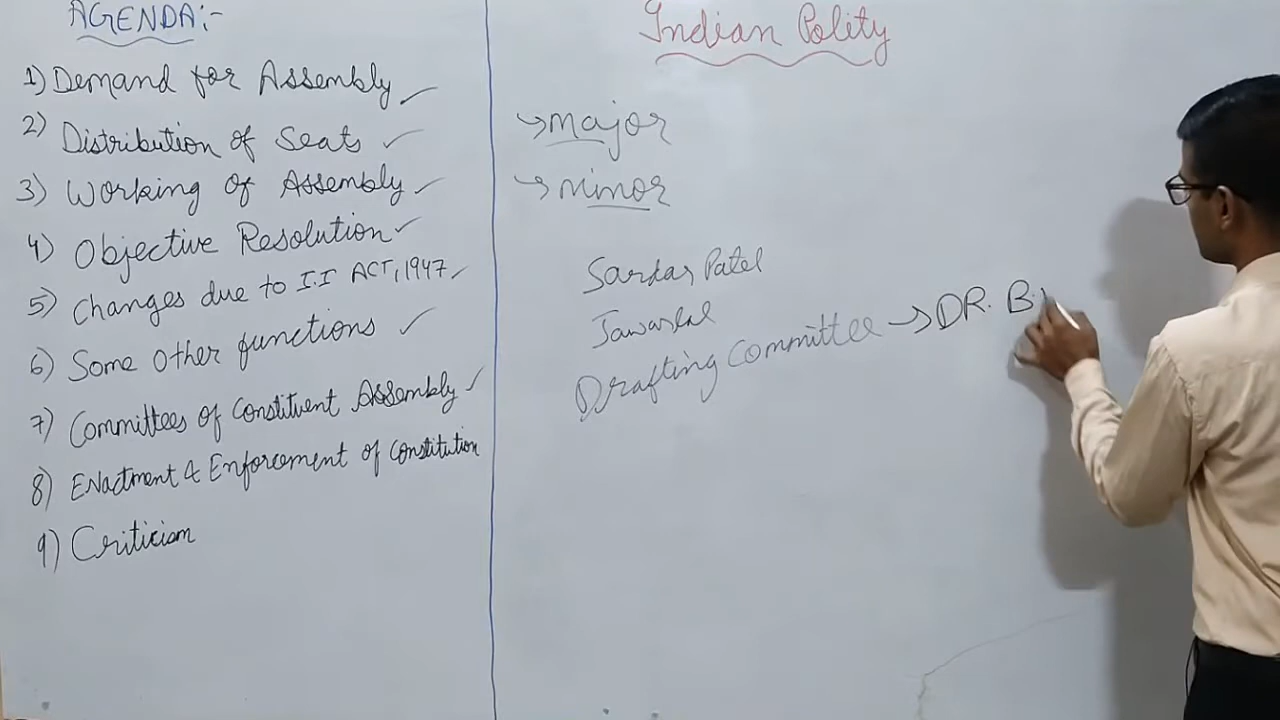 AGENDA:-
1) Demand for Assembly
2) Distribution of Seats
3) Working of Assembly
4) Objective Resolution
5) Changes due to I.I ACT, 1947
6) Some Other functions
7) Committees of Constituent Assembly
8) Enactment & Enforcement of Constitution
9) Criticism
Indian Polity
→ Major
→ Minor
Sardar Patel
Jawarlal
Drafting Committee → DR. B.